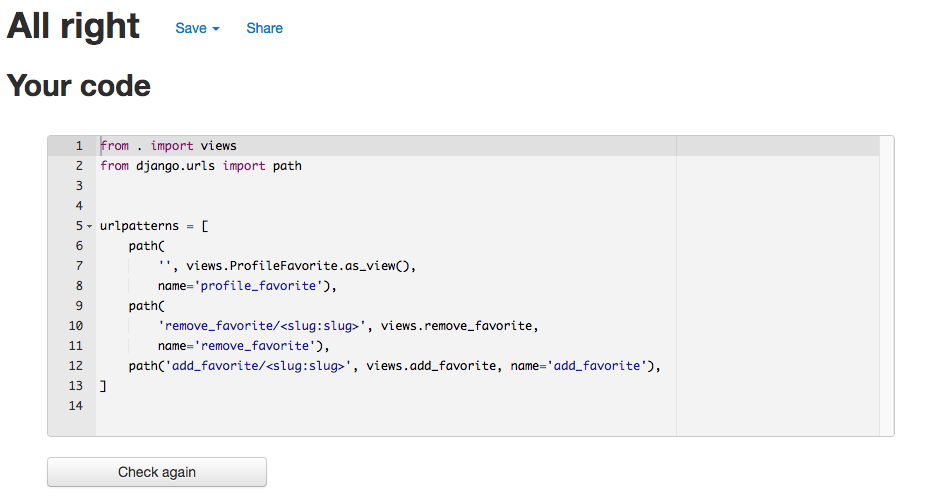 All right Save Share
Your code
1 from . import views
2 from django.urls import path
3
4
5 urlpatterns = [
6     path(
7         '', views.ProfileFavorite.as_view(),
8         name='profile_favorite'),
9     path(
10         'remove_favorite/<slug:slug>', views.remove_favorite,
11         name='remove_favorite'),
12     path('add_favorite/<slug:slug>', views.add_favorite, name='add_favorite'),
13 ]
14
Check again